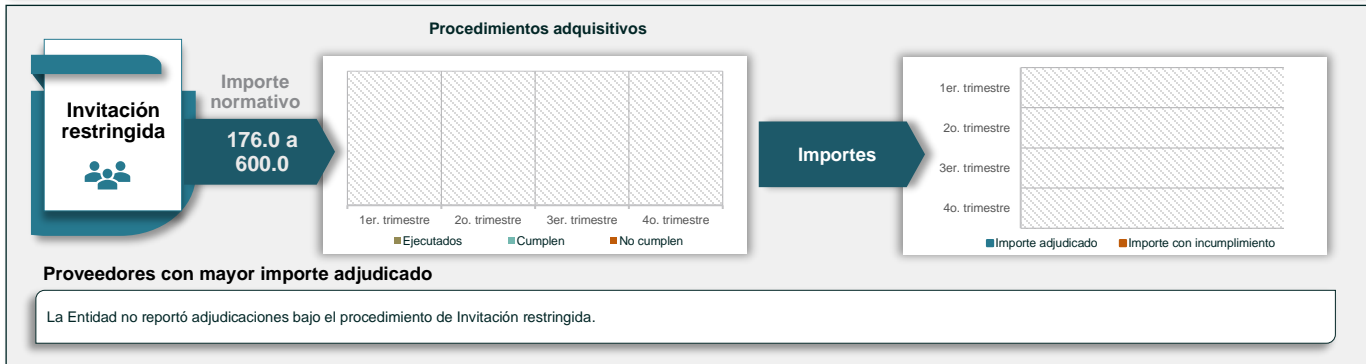 Procedimientos adquisitivos
Invitación
restringida
Importe
normativo
176.0 a
600.0
1er. trimestre
2o. trimestre
3er. trimestre
4o. trimestre
Ejecutados
Cumplen
No cumplen
Importes
1er. trimestre
2o. trimestre
3er. trimestre
4o. trimestre
Importe adjudicado
Importe con incumplimiento
Proveedores con mayor importe adjudicado
La Entidad no reportó adjudicaciones bajo el procedimiento de Invitación restringida.